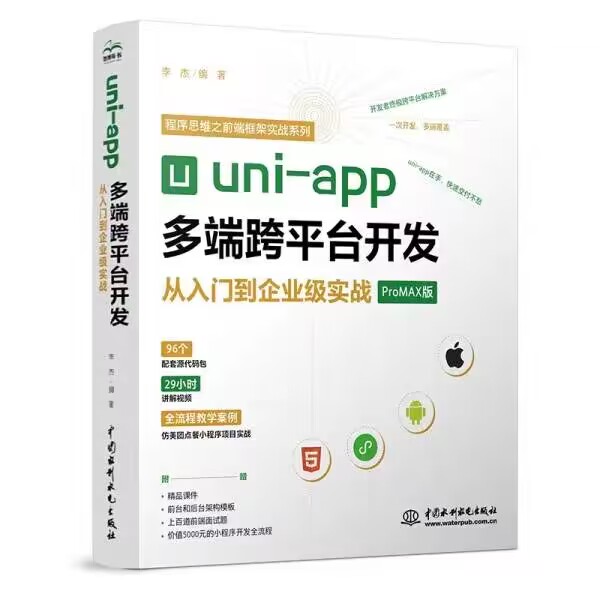 uni-app
多端跨平台开发
从入门到企业级实战
李 杰/编 著
中国水利水电出版社
李 杰/编 著
开发者终极跨平台解决方案
一次开发,多端覆盖
uni-app在手,快速交付不愁
程序思维之前端框架实战系列
uni-app
多端跨平台开发
从入门到企业级实战 ProMAX版
96个
配套源代码包
29小时
讲解视频
全流程教学案例
仿美团点餐小程序项目实战
附 赠
• 精品课件
• 前台和后台架构模板
• 上百道前端面试题
• 价值5000元的小程序开发全流程
中国水利水电出版社
www.waterpub.com.cn